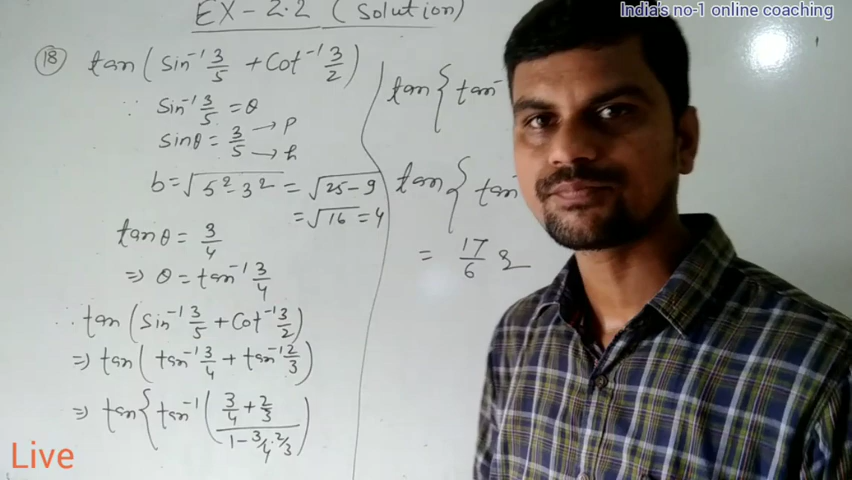 EX-2.2 (Solution)
India's no-1 online coaching
(18) tan(sin⁻¹ 3/5 + Cot⁻¹ 3/2)
∵ sin⁻¹ 3/5 = θ
sinθ = 3/5 → p → h
b = √5²-3² = √25-9
= √16 = 4
tanθ = 3/4
⇒ θ = tan⁻¹ 3/4
∴ tan(sin⁻¹ 3/5 + Cot⁻¹ 3/2)
⇒ tan(tan⁻¹ 3/4 + tan⁻¹ 2/3)
⇒ tan{tan⁻¹( (3/4 + 2/3) / (1-3/4·2/3) )
tan{tan⁻
tan{tan⁻
= 17/6
Live